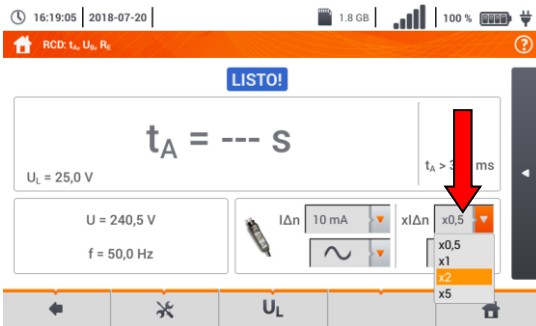 16:19:05 2018-07-20 1.8 GB 100 %
RCD: tA, UB, RE ?
LISTO!
tA = --- s
UL = 25,0 V
tA > 3 ms
U = 240,5 V
f = 50,0 Hz
IΔn 10 mA xIΔn x0,5
x0,5
x1
x2
x5
UL